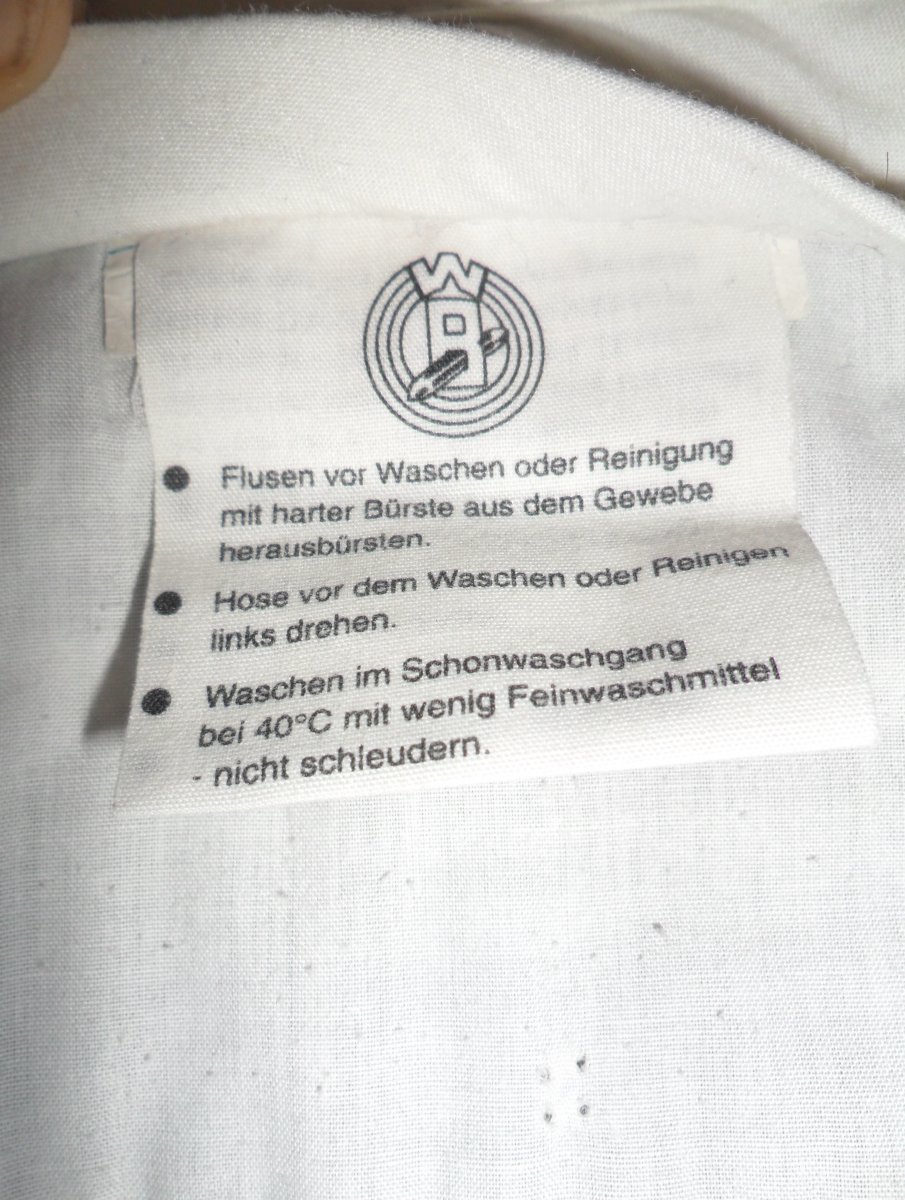 W
B
● Flusen vor Waschen oder Reinigung
mit harter Bürste aus dem Gewebe
herausbürsten.
● Hose vor dem Waschen oder Reinigen
links drehen.
● Waschen im Schonwaschgang
bei 40°C mit wenig Feinwaschmittel
- nicht schleudern.